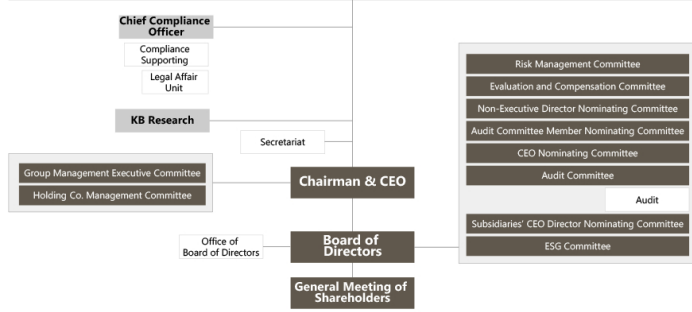 Chief Compliance
Officer
Compliance
Supporting
Legal Affair
Unit
KB Research
Secretariat
Group Management Executive Committee
Holding Co. Management Committee
Chairman & CEO
Office of
Board of Directors
Board of
Directors
General Meeting of
Shareholders
Risk Management Committee
Evaluation and Compensation Committee
Non-Executive Director Nominating Committee
Audit Committee Member Nominating Committee
CEO Nominating Committee
Audit Committee
Audit
Subsidiaries' CEO Director Nominating Committee
ESG Committee